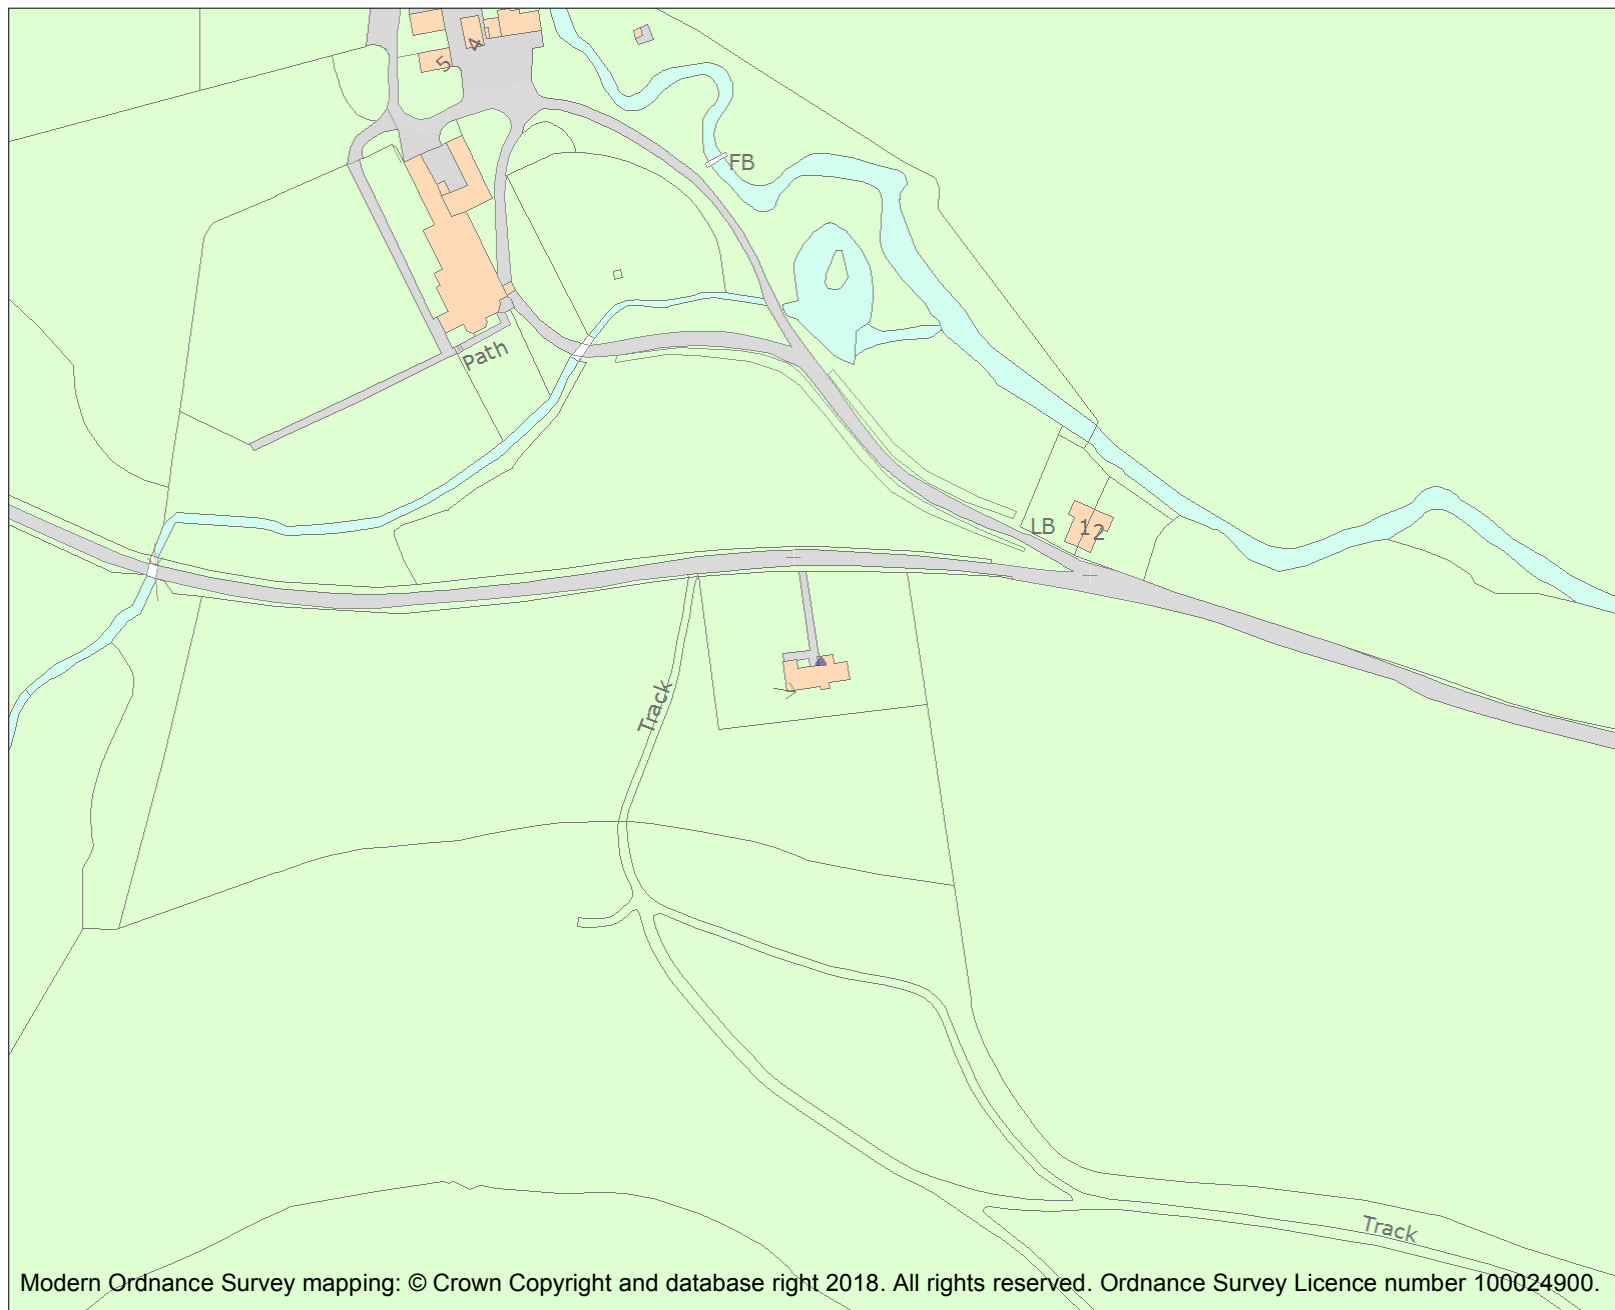 4
5
FB
Path
LB
1
2
Track
Track
Modern Ordnance Survey mapping: © Crown Copyright and database right 2018. All rights reserved. Ordnance Survey Licence number 100024900.